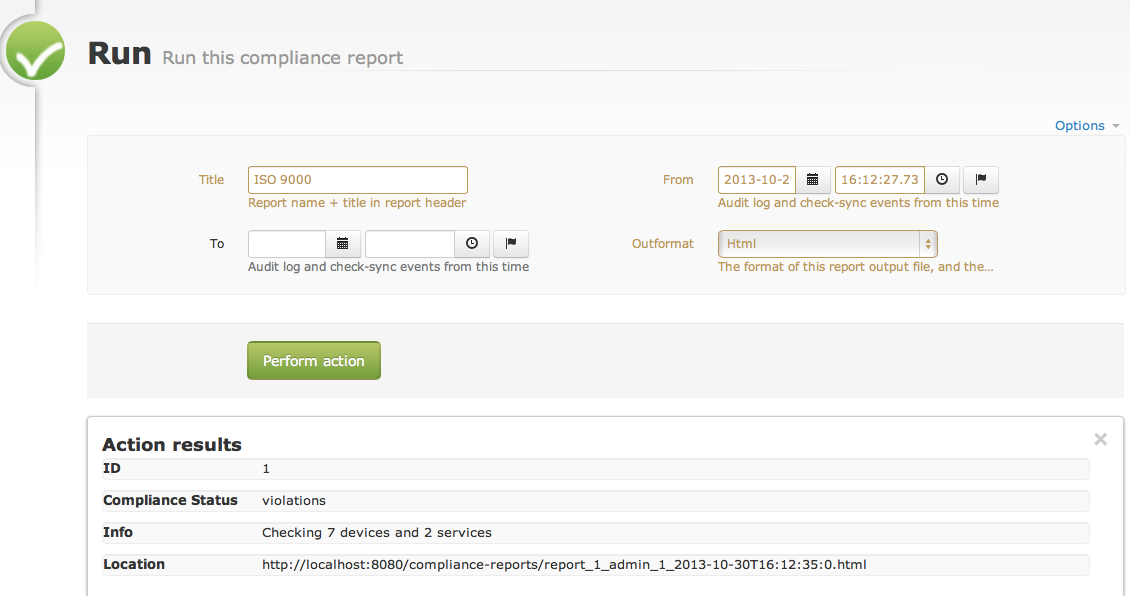 Run Run this compliance report
Options
Title ISO 9000 From 2013-10-2 16:12:27.73
Report name + title in report header Audit log and check-sync events from this time
To Outformat Html
Audit log and check-sync events from this time The format of this report output file, and the...
Perform action
Action results
ID 1
Compliance Status violations
Info Checking 7 devices and 2 services
Location http://localhost:8080/compliance-reports/report_1_admin_1_2013-10-30T16:12:35:0.html